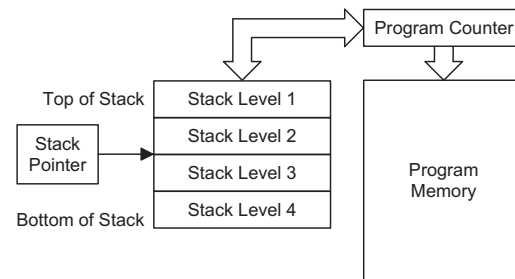 Program Counter
Top of Stack
Stack Level 1
Stack Level 2
Stack
Pointer
Stack Level 3
Bottom of Stack
Stack Level 4
Program
Memory